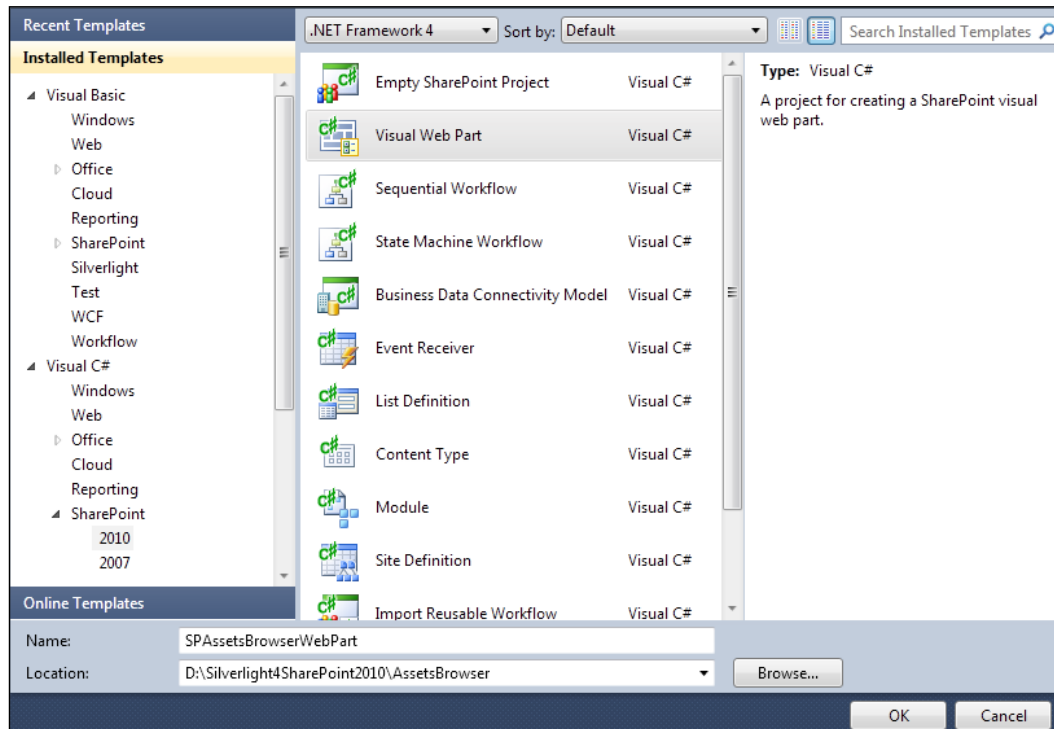 Recent Templates
Installed Templates
Visual Basic
Windows
Web
Office
Cloud
Reporting
SharePoint
Silverlight
Test
WCF
Workflow
Visual C#
Windows
Web
Office
Cloud
Reporting
SharePoint
2010
2007
Online Templates
.NET Framework 4 Sort by: Default Search Installed Templates
Empty SharePoint Project Visual C#
Visual Web Part Visual C#
Sequential Workflow Visual C#
State Machine Workflow Visual C#
Business Data Connectivity Model Visual C#
Event Receiver Visual C#
List Definition Visual C#
Content Type Visual C#
Module Visual C#
Site Definition Visual C#
Import Reusable Workflow Visual C#
Type: Visual C#
A project for creating a SharePoint visual
web part.
Name: SPAssetsBrowserWebPart
Location: D:\Silverlight4SharePoint2010\AssetsBrowser Browse...
OK Cancel